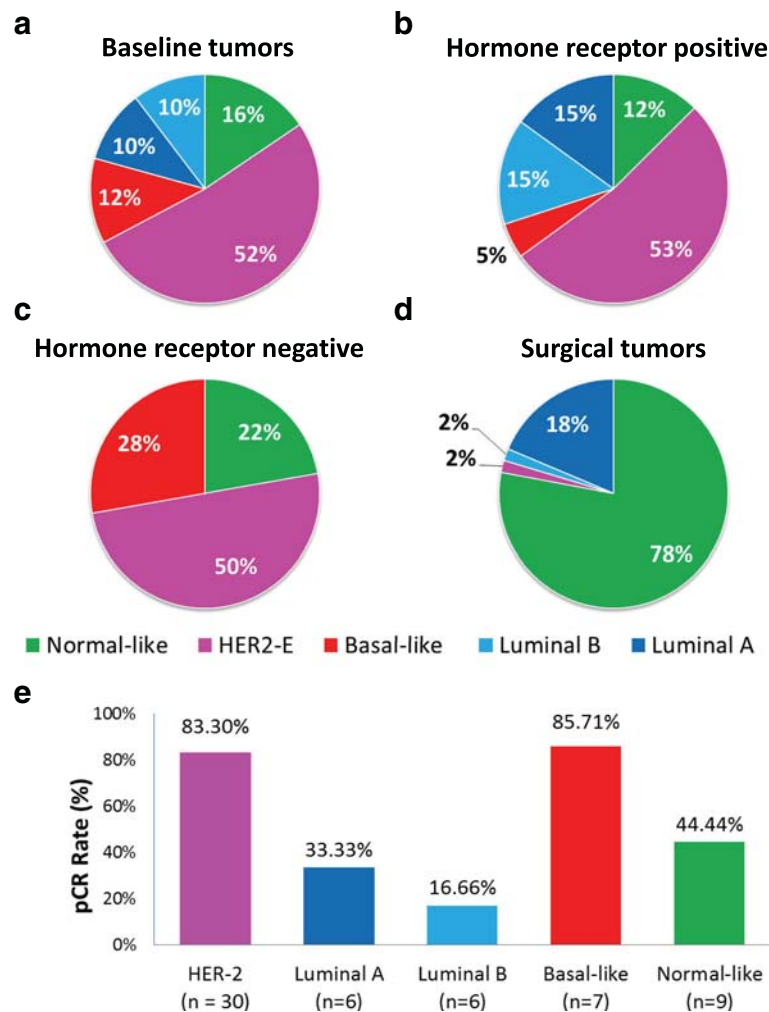 a
Baseline tumors
10%
16%
10%
12%
52%
b
Hormone receptor positive
15%
12%
15%
5%
53%
c
Hormone receptor negative
28%
22%
50%
d
Surgical tumors
2%
18%
2%
78%
Normal-like HER2-E Basal-like Luminal B Luminal A
e
pCR Rate (%)
100%
80%
60%
40%
20%
0%
83.30%
33.33%
16.66%
85.71%
44.44%
HER-2 Luminal A Luminal B Basal-like Normal-like
(n = 30) (n=6) (n=6) (n=7) (n=9)